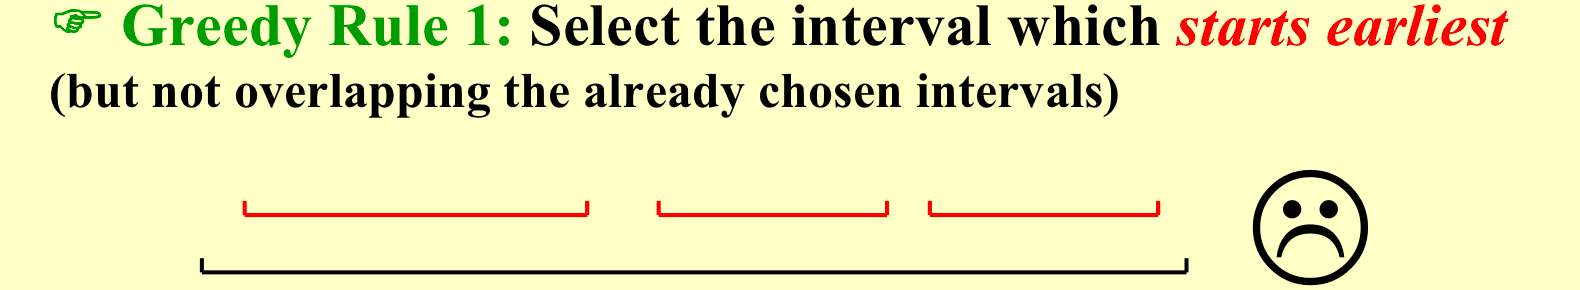 ☞ Greedy Rule 1: Select the interval which starts earliest
(but not overlapping the already chosen intervals)